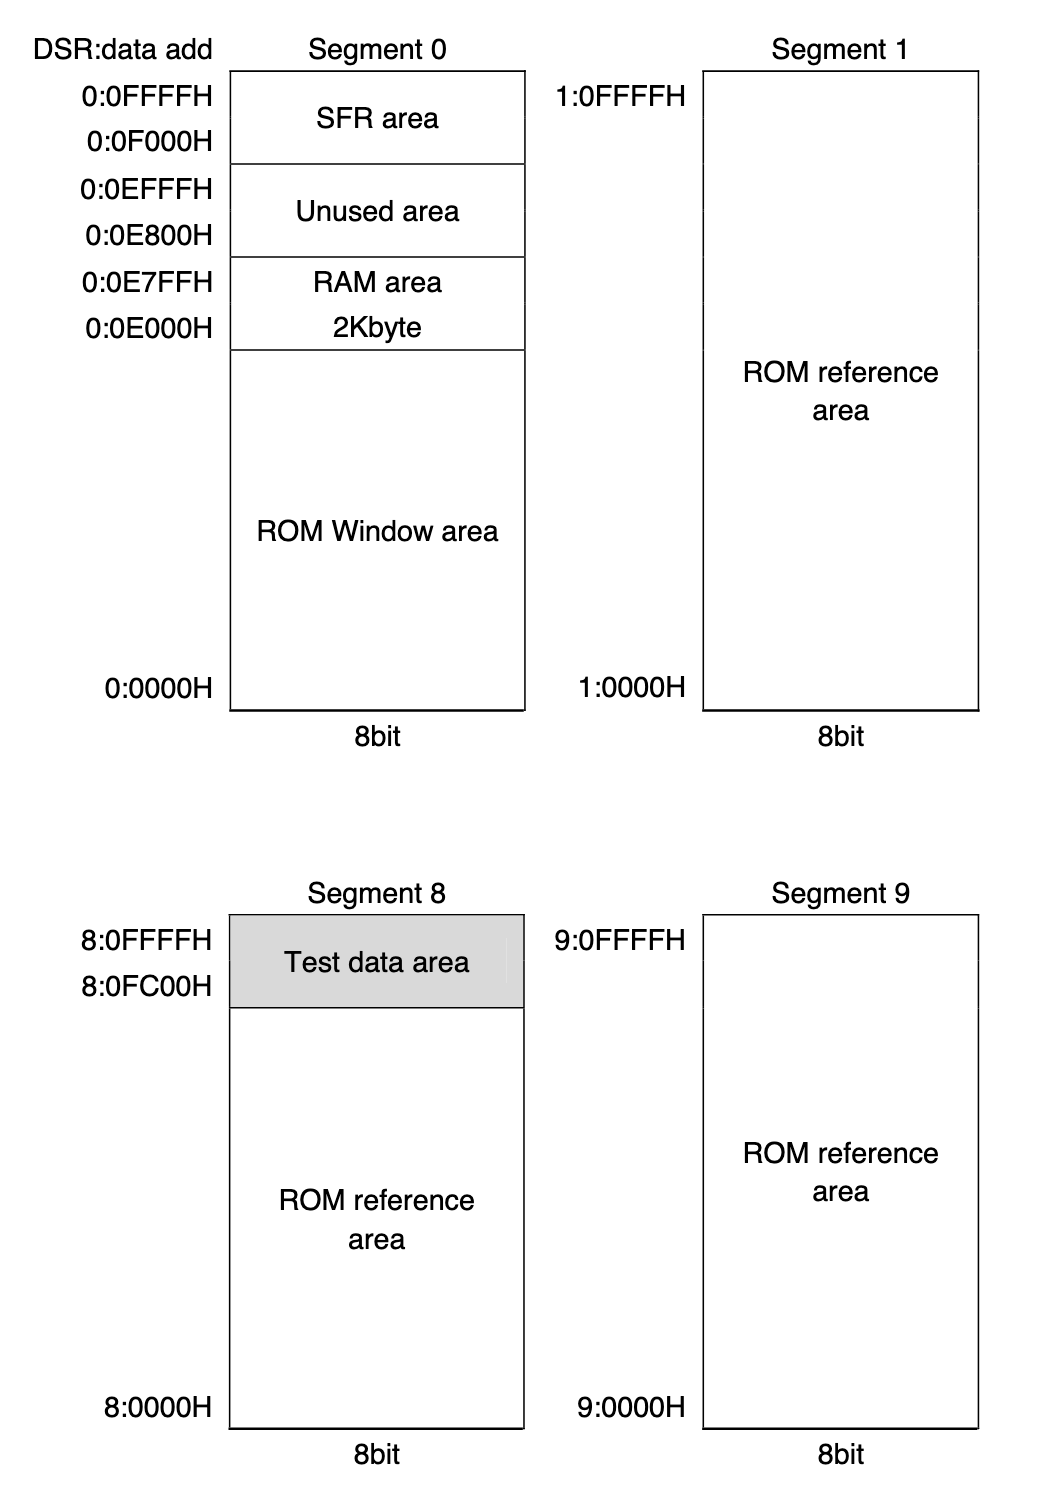 DSR:data add
Segment 0
Segment 1
0:0FFFFH
SFR area
0:0F000H
0:0EFFFH
Unused area
0:0E800H
0:0E7FFH
RAM area
0:0E000H
2Kbyte
ROM Window area
0:0000H
8bit
1:0FFFFH
ROM reference
area
1:0000H
8bit
Segment 8
Segment 9
8:0FFFFH
Test data area
8:0FC00H
ROM reference
area
8:0000H
8bit
9:0FFFFH
ROM reference
area
9:0000H
8bit